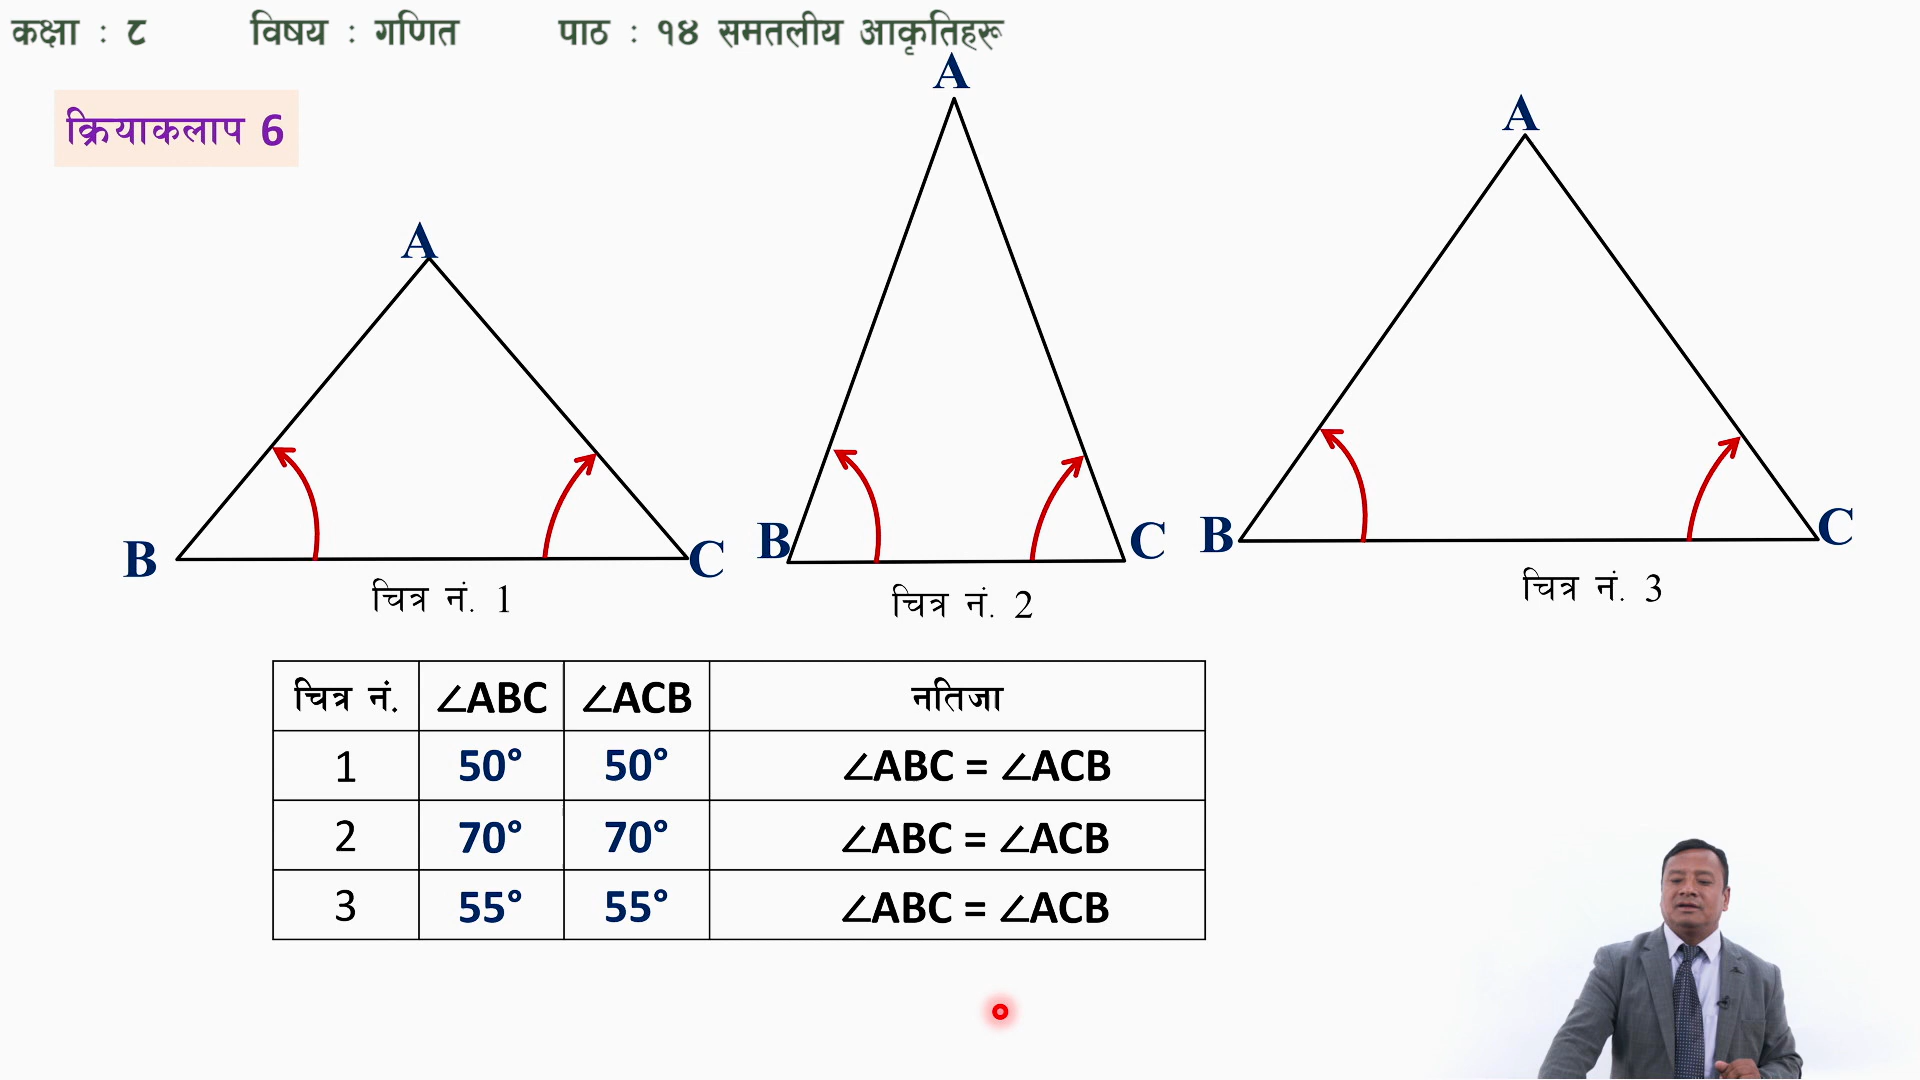 कक्षा : ८ विषय : गणित पाठ : १४ समतलीय आकृतिहरू
क्रियाकलाप 6
A
B C
चित्र नं. 1
A
B C
चित्र नं. 2
A
B C
चित्र नं. 3
चित्र नं. ∠ABC ∠ACB नतिजा
1 50° 50° ∠ABC = ∠ACB
2 70° 70° ∠ABC = ∠ACB
3 55° 55° ∠ABC = ∠ACB